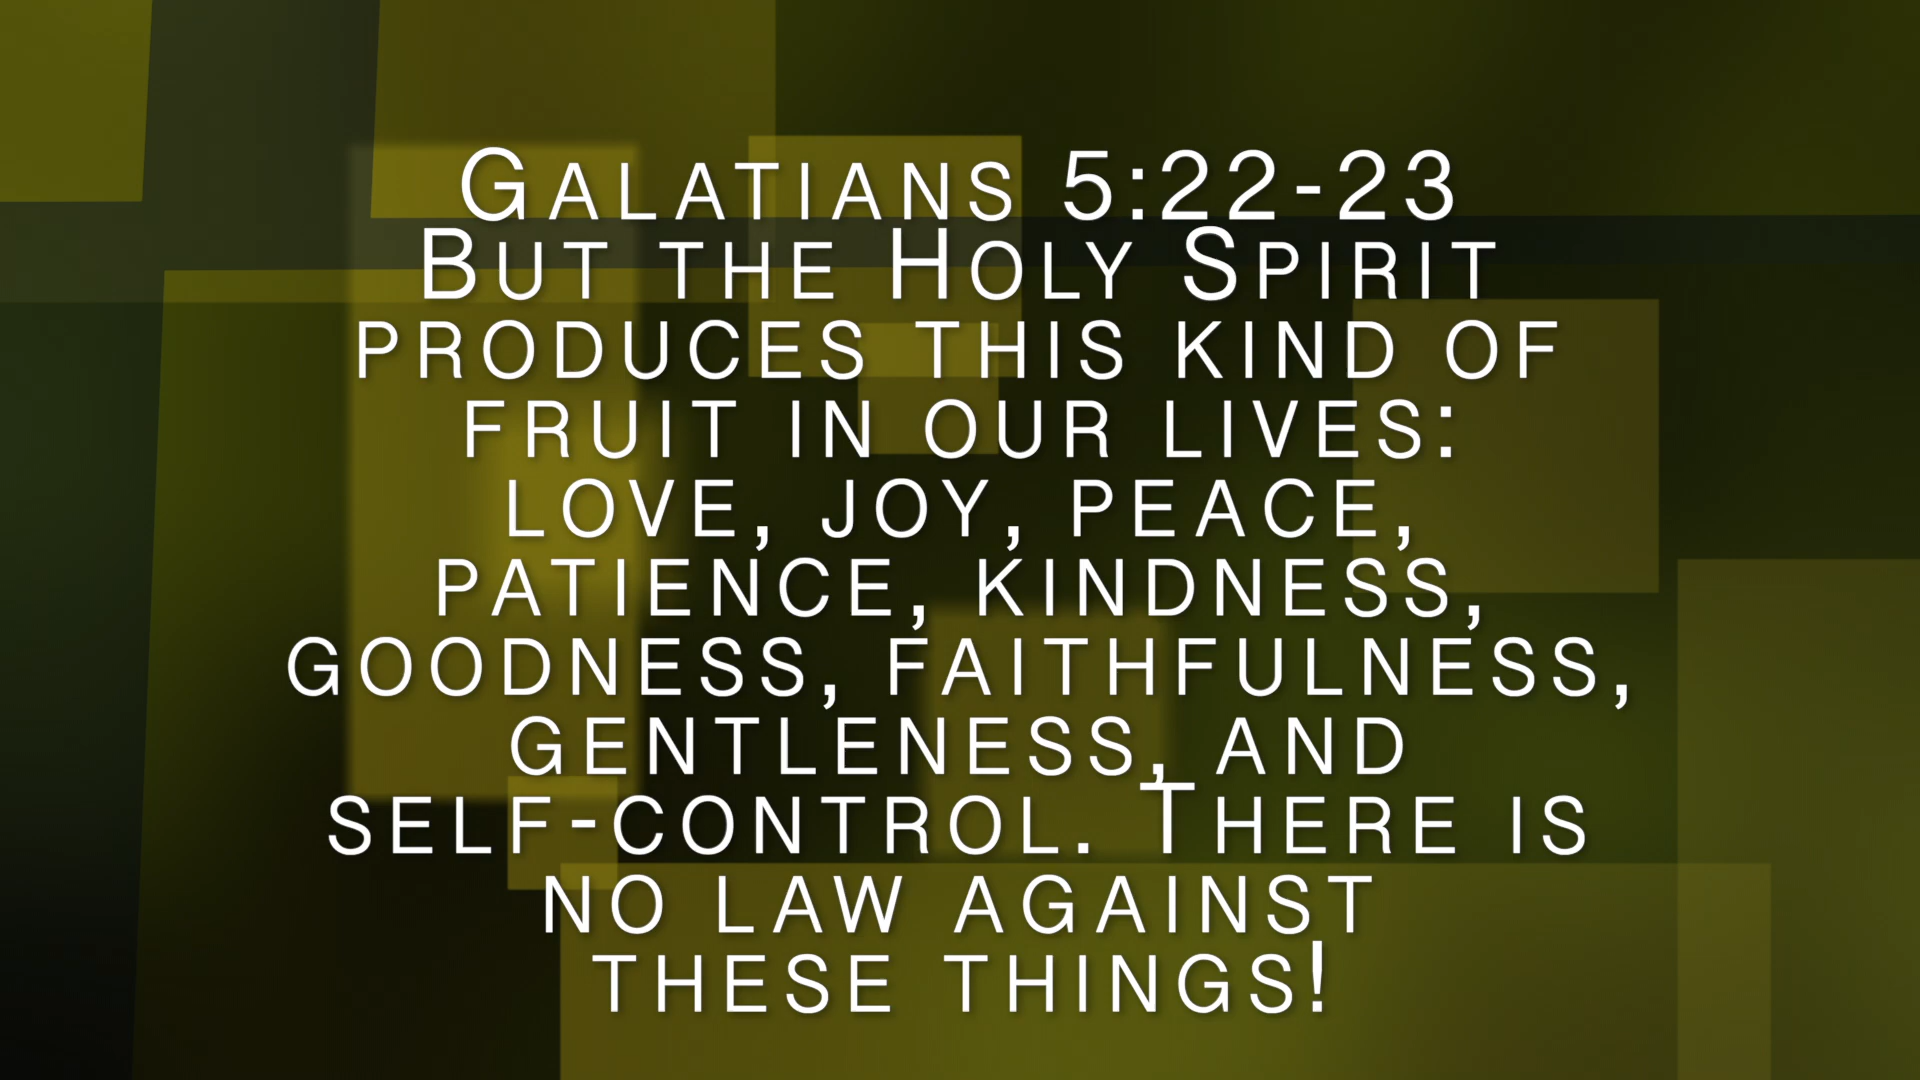 Galatians 5:22-23
But the Holy Spirit
produces this kind of
fruit in our lives:
love, joy, peace,
patience, kindness,
goodness, faithfulness,
gentleness, and
self-control. There is
no law against
these things!